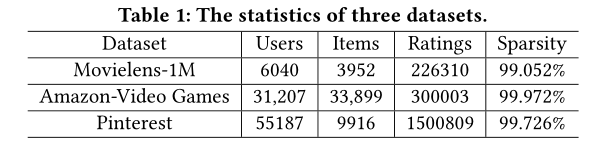 Table 1: The statistics of three datasets.
Dataset Users Items Ratings Sparsity
Movielens-1M 6040 3952 226310 99.052%
Amazon-Video Games 31,207 33,899 300003 99.972%
Pinterest 55187 9916 1500809 99.726%